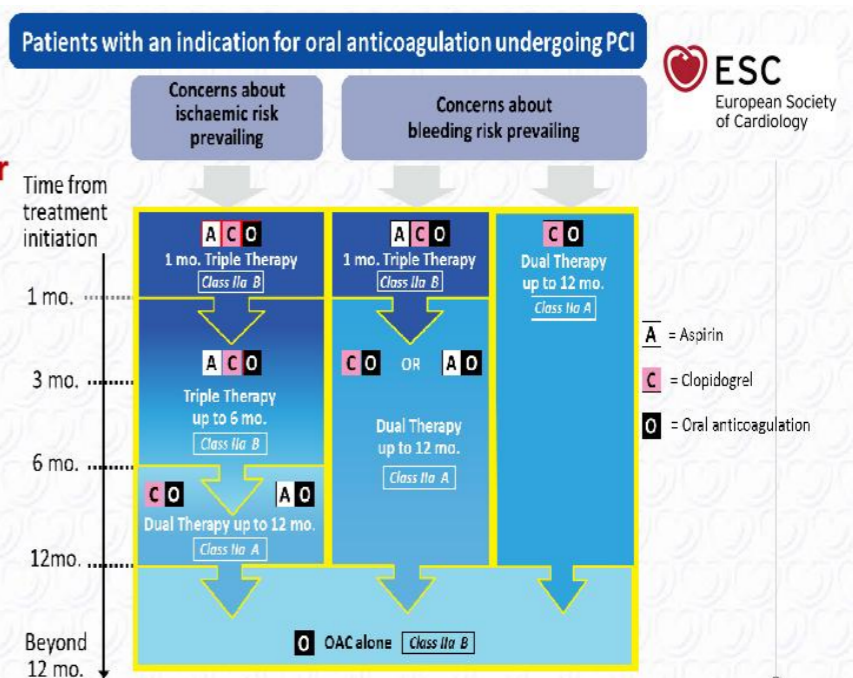 Patients with an indication for oral anticoagulation undergoing PCI
ESC
European Society
of Cardiology
Concerns about
ischaemic risk
prevailing
Concerns about
bleeding risk prevailing
r
Time from
treatment
initiation
1 mo.
3 mo.
6 mo.
12mo.
Beyond
12 mo.
A C O
1 mo. Triple Therapy
Class IIa B
A C O
Triple Therapy
up to 6 mo.
Class IIa B
C O
A O
Dual Therapy up to 12 mo.
Class IIa A
A C O
1 mo. Triple Therapy
Class IIa B
C O OR A O
Dual Therapy
up to 12 mo.
Class IIa A
C O
Dual Therapy
up to 12 mo.
Class IIa A
O OAC alone Class IIa B
A = Aspirin
C = Clopidogrel
O = Oral anticoagulation